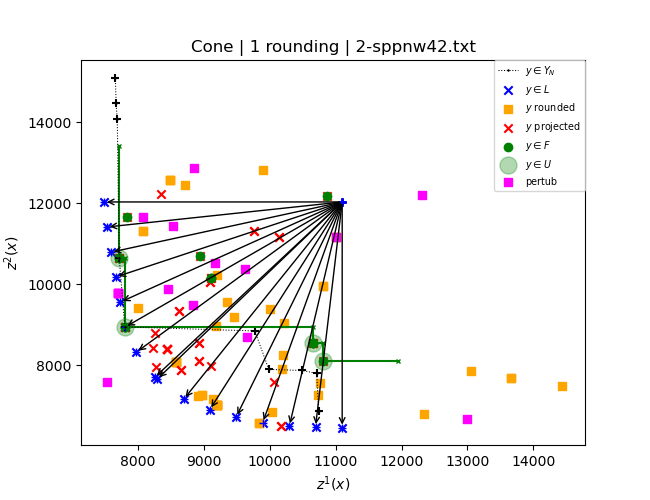 Cone | 1 rounding | 2-sppnw42.txt
y ∈ Y_N
y ∈ L
y rounded
y projected
y ∈ F
y ∈ U
pertub
z²(x)
14000
12000
10000
8000
8000 9000 10000 11000 12000 13000 14000
z¹(x)